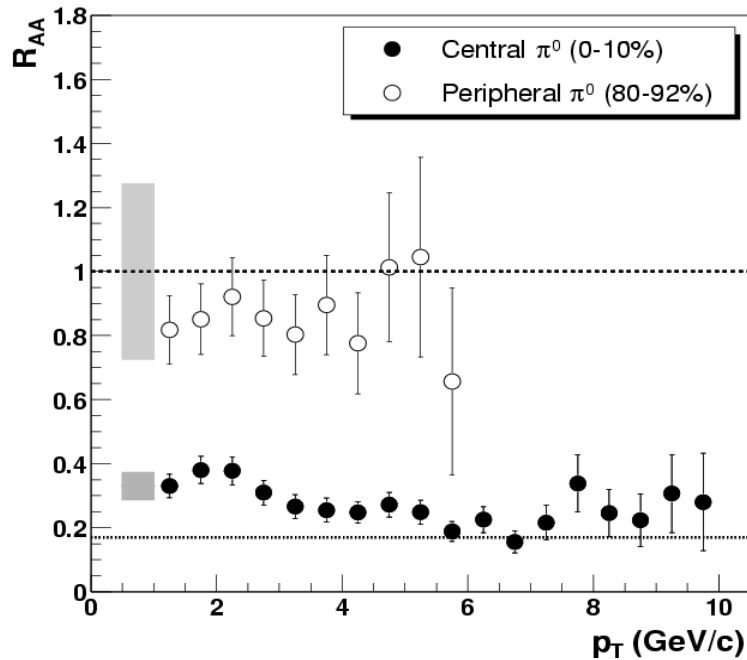 R_AA
1.8
1.6
1.4
1.2
1
0.8
0.6
0.4
0.2
0
Central π⁰ (0-10%)
Peripheral π⁰ (80-92%)
0 2 4 6 8 10
p_T (GeV/c)